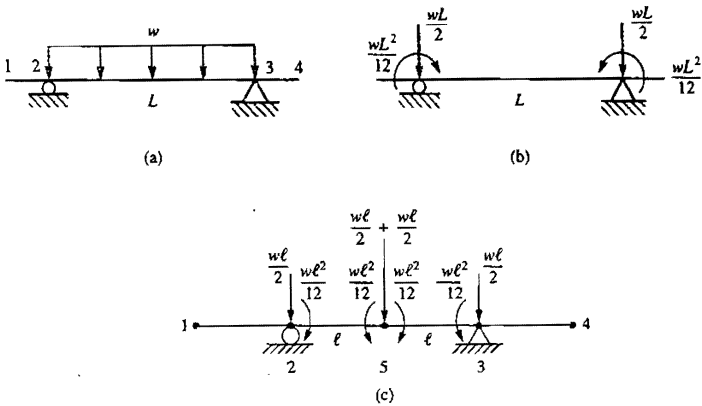 w
1 2 3 4
L
(a)
wL/2 wL/2
wL²/12 wL²/12
L
(b)
wℓ/2 + wℓ/2
wℓ/2 wℓ²/12 wℓ²/12 wℓ²/12 wℓ²/12 wℓ/2
1 4
ℓ ℓ
2 5 3
(c)